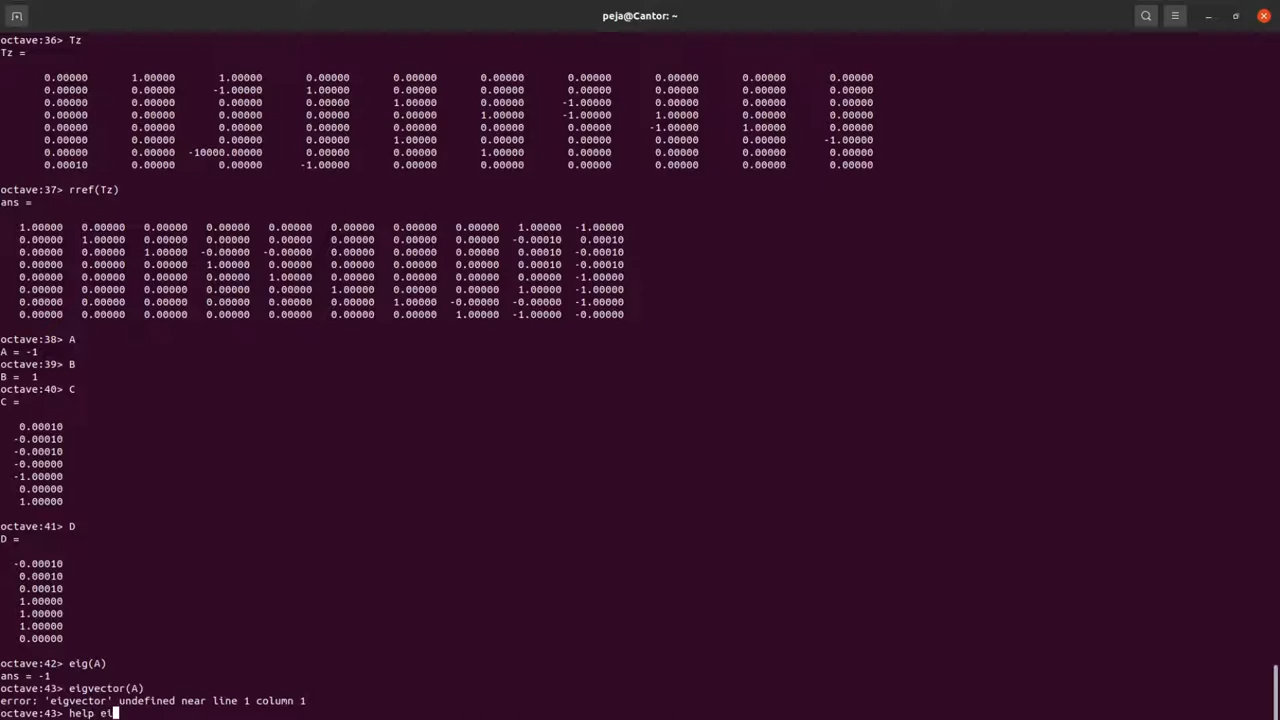 peja@Cantor: ~
octave:36> Tz
Tz =
0.00000 1.00000 1.00000 0.00000 0.00000 0.00000 0.00000 0.00000 0.00000 0.00000
0.00000 0.00000 -1.00000 1.00000 0.00000 0.00000 0.00000 0.00000 0.00000 0.00000
0.00000 0.00000 0.00000 0.00000 1.00000 0.00000 -1.00000 0.00000 0.00000 0.00000
0.00000 0.00000 0.00000 0.00000 0.00000 1.00000 -1.00000 1.00000 0.00000 0.00000
0.00000 0.00000 0.00000 0.00000 0.00000 0.00000 0.00000 -1.00000 1.00000 0.00000
0.00000 0.00000 0.00000 0.00000 1.00000 0.00000 0.00000 0.00000 0.00000 -1.00000
0.00000 0.00000 -10000.00000 0.00000 0.00000 1.00000 0.00000 0.00000 0.00000 0.00000
0.00010 0.00000 0.00000 -1.00000 0.00000 0.00000 0.00000 0.00000 0.00000 0.00000
octave:37> rref(Tz)
ans =
1.00000 0.00000 0.00000 0.00000 0.00000 0.00000 0.00000 0.00000 1.00000 -1.00000
0.00000 1.00000 0.00000 0.00000 0.00000 0.00000 0.00000 0.00000 -0.00010 0.00010
0.00000 0.00000 1.00000 -0.00000 -0.00000 0.00000 0.00000 0.00000 0.00010 -0.00010
0.00000 0.00000 0.00000 1.00000 0.00000 0.00000 0.00000 0.00000 0.00010 -0.00010
0.00000 0.00000 0.00000 0.00000 1.00000 0.00000 0.00000 0.00000 0.00000 -1.00000
0.00000 0.00000 0.00000 0.00000 0.00000 1.00000 0.00000 0.00000 1.00000 -1.00000
0.00000 0.00000 0.00000 0.00000 0.00000 0.00000 1.00000 -0.00000 -0.00000 -1.00000
0.00000 0.00000 0.00000 0.00000 0.00000 0.00000 0.00000 1.00000 -1.00000 -0.00000
octave:38> A
A = -1
octave:39> B
B = 1
octave:40> C
C =
0.00010
-0.00010
-0.00010
-0.00000
-1.00000
0.00000
1.00000
octave:41> D
D =
-0.00010
0.00010
0.00010
1.00000
1.00000
1.00000
0.00000
octave:42> eig(A)
ans = -1
octave:43> eigvector(A)
error: 'eigvector' undefined near line 1 column 1
octave:43> help ei